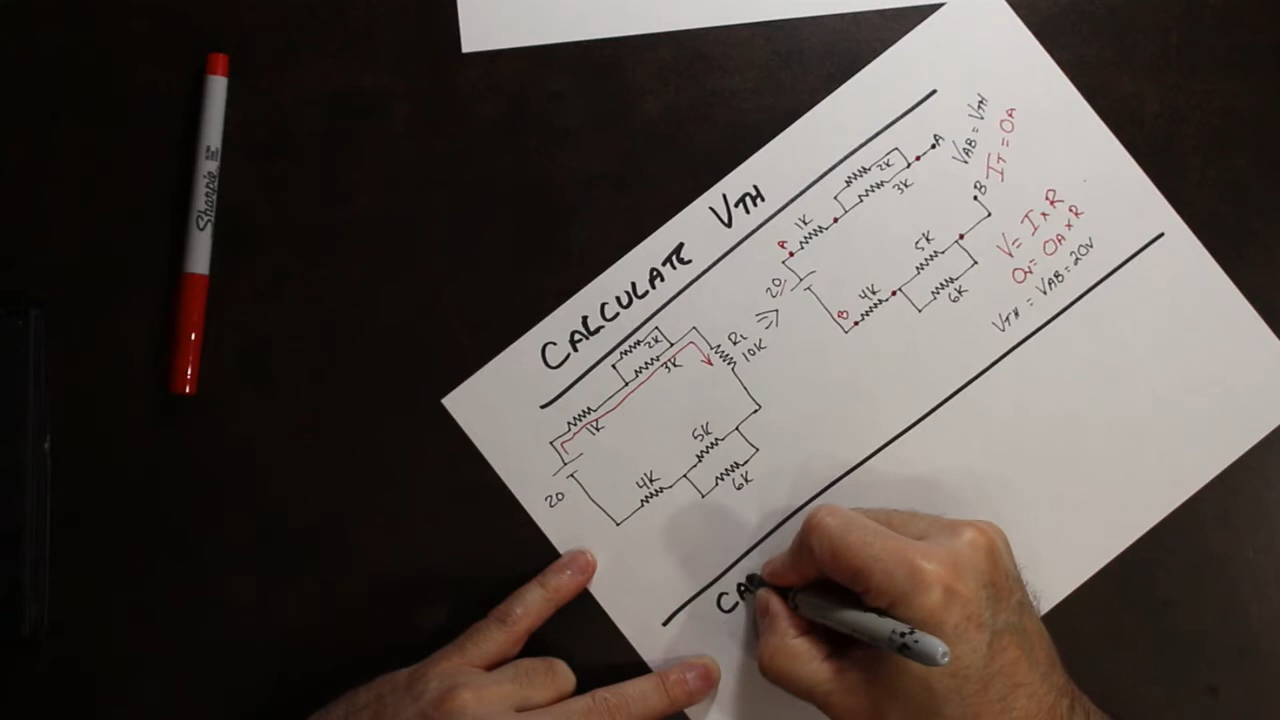 CALCULATE VTH
20
1K
2K
3K
RL
10K
4K
5K
6K
=>
20
A
1K
2K
3K
A
B
4K
5K
6K
B
VAB = VTH
IT = 0A
V = I x R
0V = 0A x R
VTH = VAB = 20V
CA
Sharpie